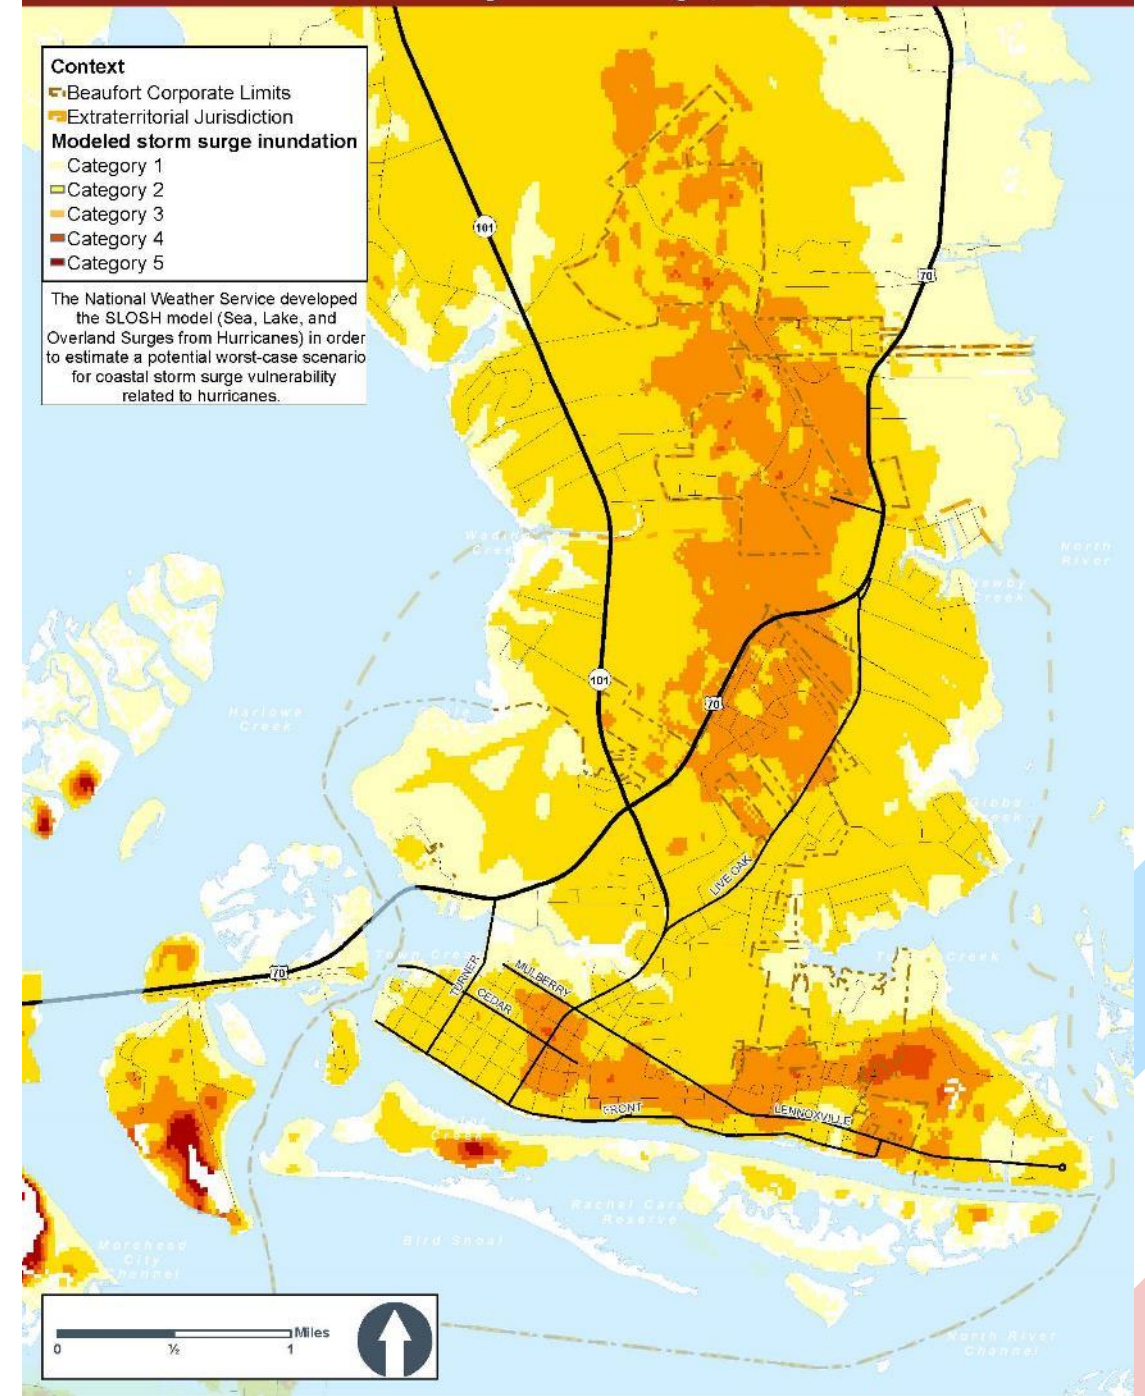 Context
Beaufort Corporate Limits
Extraterritorial Jurisdiction
Modeled storm surge inundation
Category 1
Category 2
Category 3
Category 4
Category 5
The National Weather Service developed
the SLOSH model (Sea, Lake, and
Overland Surges from Hurricanes) in order
to estimate a potential worst-case scenario
for coastal storm surge vulnerability
related to hurricanes.
101
70
North
River
Creek
101
70
Harlowe
Creek
Gibbs
Creek
LIVE OAK
70
TURNER
MULBERRY
CEDAR
Creek
FRONT
LENNOXVILLE
Reserve
Bird Shoal
Morehead
City
Channel
North River
Channel
Miles
0
½
1